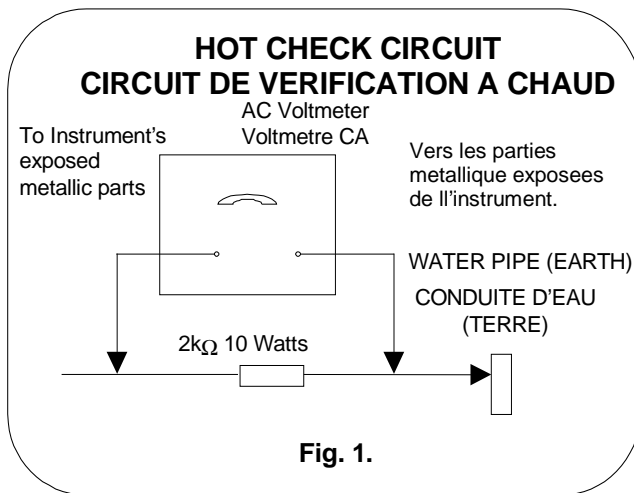 HOT CHECK CIRCUIT
CIRCUIT DE VERIFICATION A CHAUD
AC Voltmeter
Voltmetre CA
To Instrument's
exposed
metallic parts
Vers les parties
metallique exposees
de ll'instrument.
WATER PIPE (EARTH)
CONDUITE D'EAU
(TERRE)
2kΩ 10 Watts
Fig. 1.